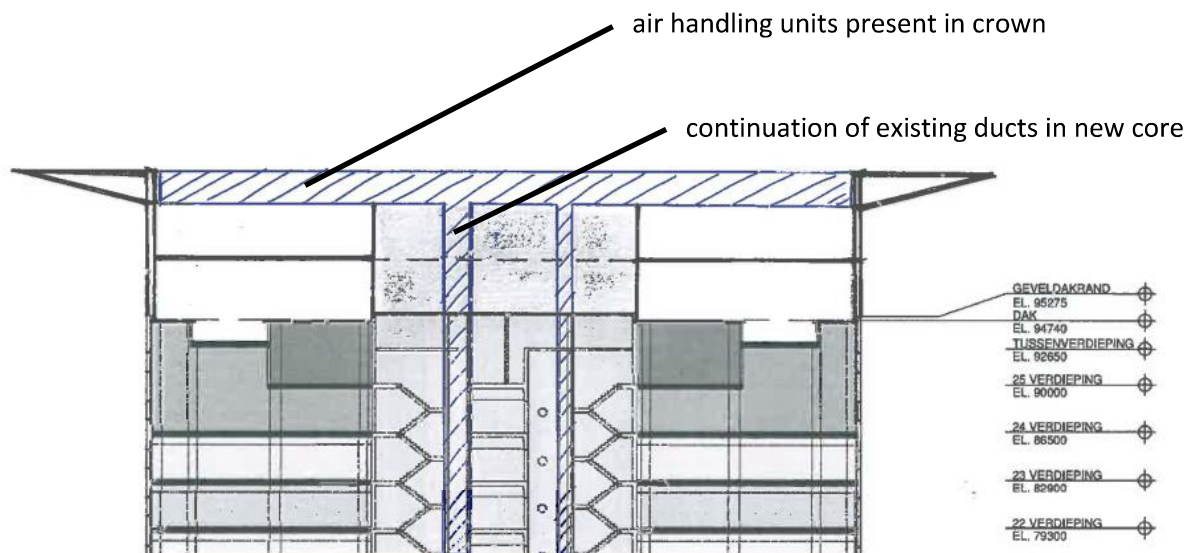 air handling units present in crown
continuation of existing ducts in new core
GEVELDAKRAND
EL. 95275
DAK
EL. 94740
TUSSENVERDIEPING
EL. 92650
25 VERDIEPING
EL. 90000
24 VERDIEPING
EL. 86500
23 VERDIEPING
EL. 82900
22 VERDIEPING
EL. 79300